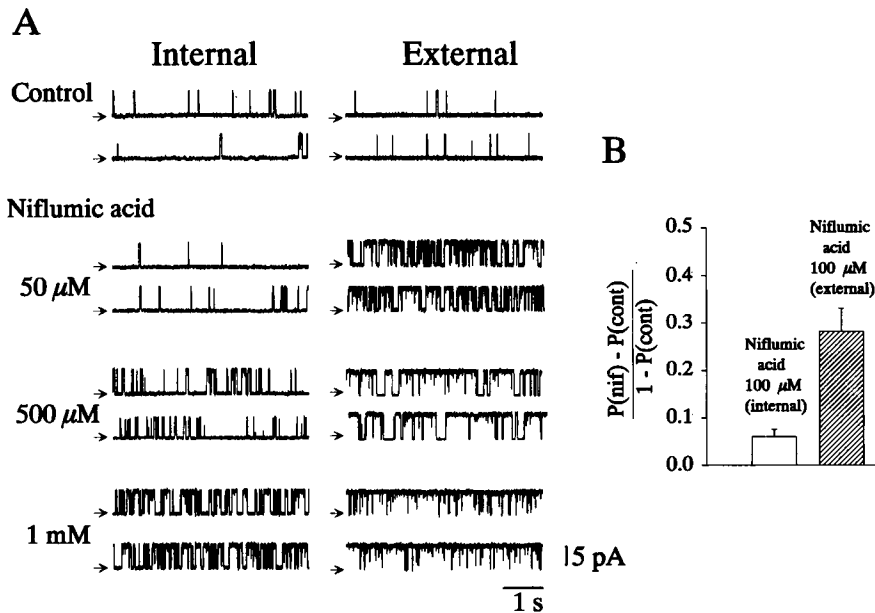 A
Internal External
Control
Niflumic acid
50 μM
500 μM
1 mM
5 pA
1 s
B
P(nif) - P(cont)
1 - P(cont)
0.5
0.4
0.3
0.2
0.1
0.0
Niflumic
acid
100 μM
(internal)
Niflumic
acid
100 μM
(external)